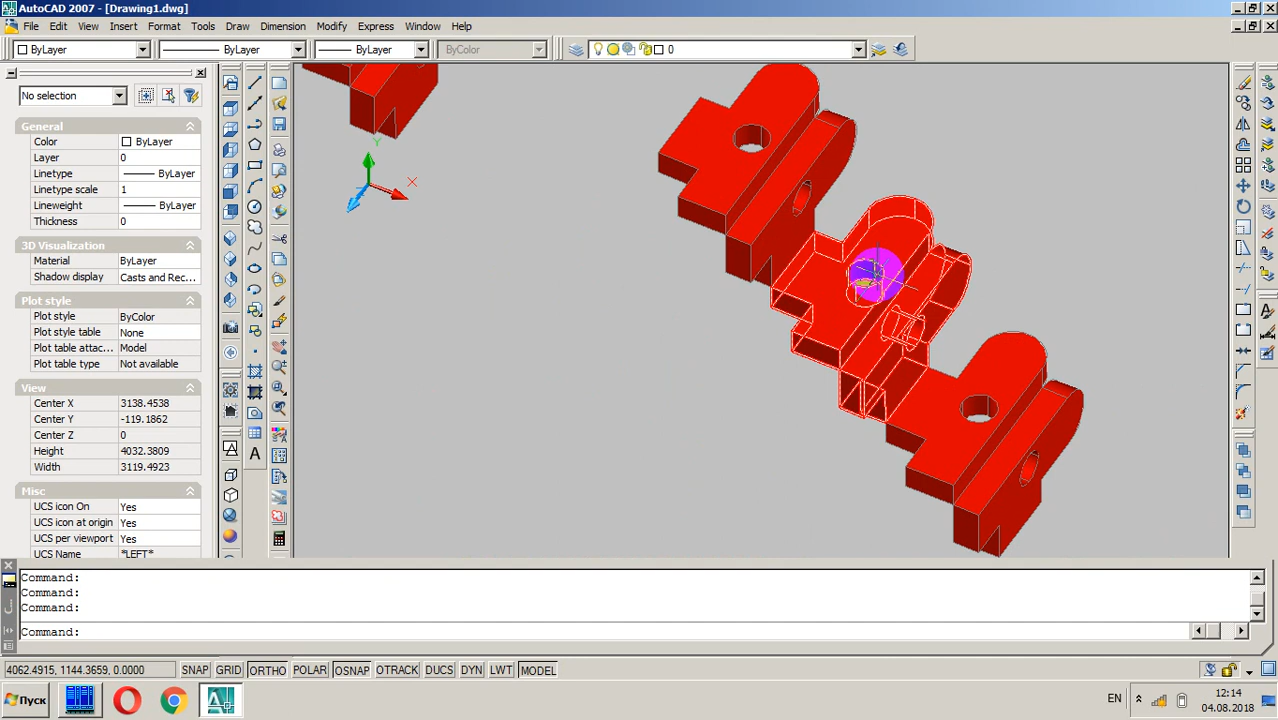 AutoCAD 2007 - [Drawing1.dwg]
File Edit View Insert Format Tools Draw Dimension Modify Express Window Help
ByLayer ByLayer ByLayer ByColor 0
No selection
General
Color ByLayer
Layer 0
Linetype ByLayer
Linetype scale 1
Lineweight ByLayer
Thickness 0
3D Visualization
Material ByLayer
Shadow display Casts and Rec...
Plot style
Plot style ByColor
Plot style table None
Plot table attac... Model
Plot table type Not available
View
Center X 3138.4538
Center Y -119.1862
Center Z 0
Height 4032.3809
Width 3119.4923
Misc
UCS icon On Yes
UCS icon at origin Yes
UCS per viewport Yes
UCS Name *LEFT*
Y
X
A
Command:
Command:
Command:
Command:
4062.4915, 1144.3659, 0.0000 SNAP GRID ORTHO POLAR OSNAP OTRACK DUCS DYN LWT MODEL
Пуск EN 12:14
04.08.2018